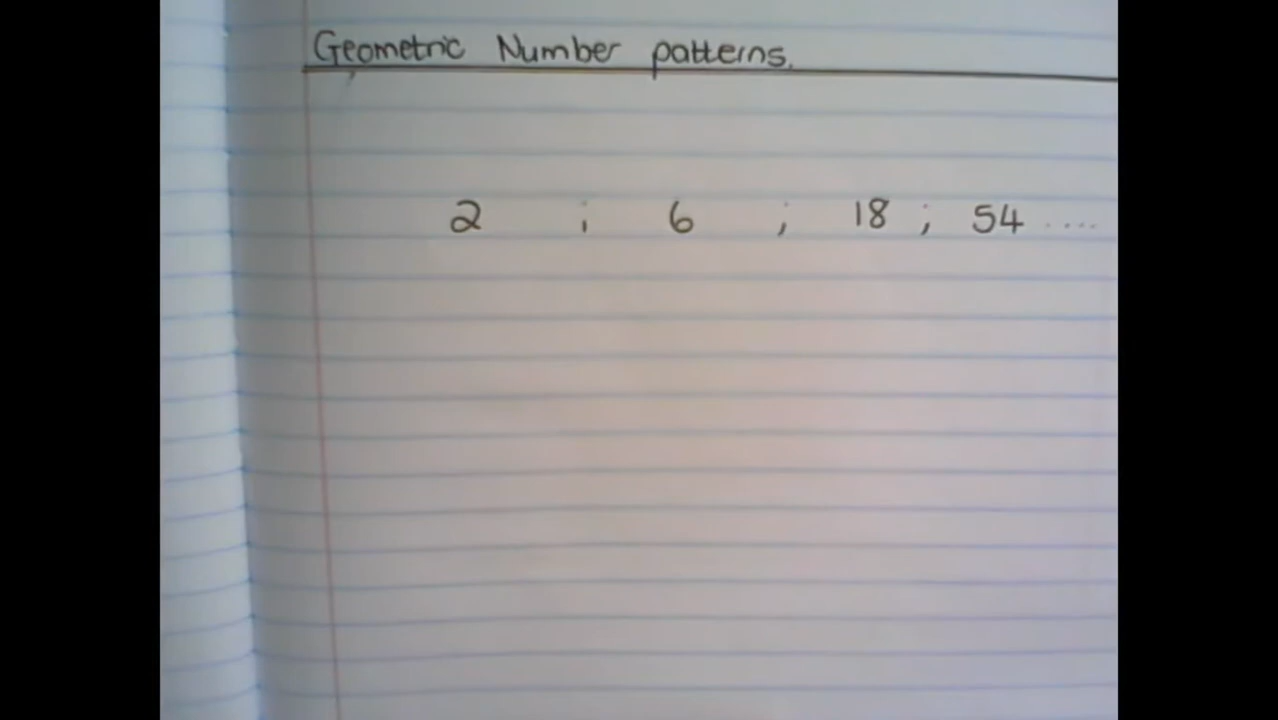 Geometric Number patterns.
2 ; 6 ; 18 ; 54 ....